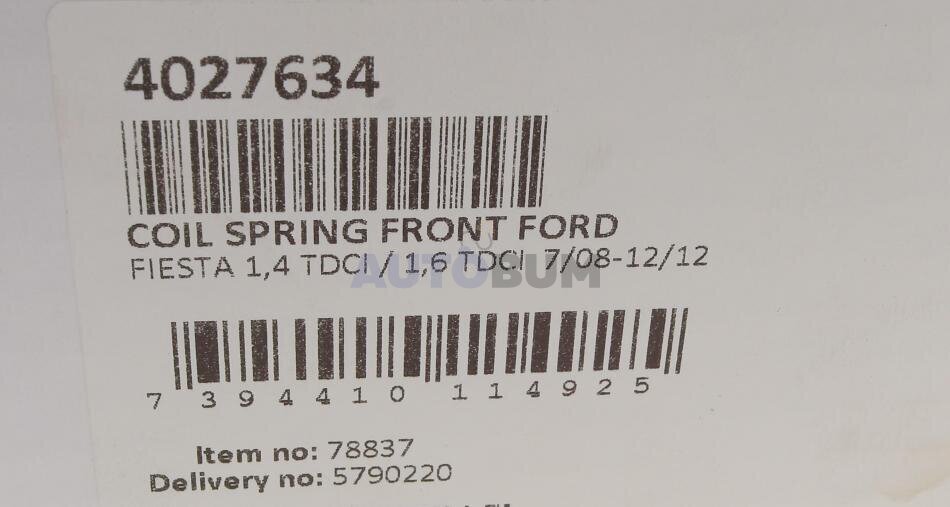 4027634
COIL SPRING FRONT FORD
FIESTA 1,4 TDCI / 1,6 TDCI 7/08-12/12
AUTOBUM
7 394410 114925
Item no: 78837
Delivery no: 5790220